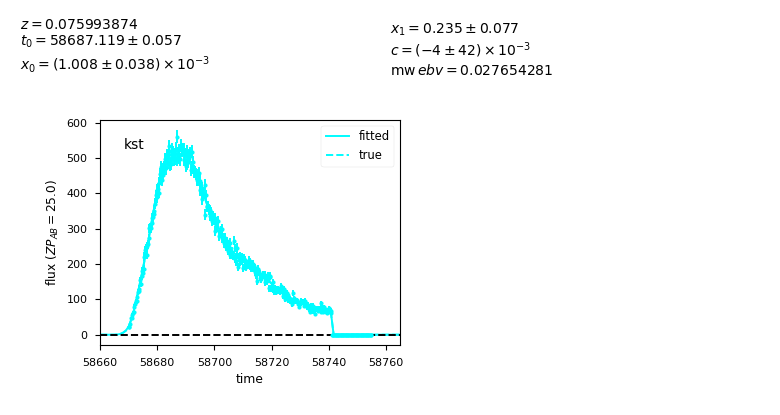 z = 0.075993874
t₀ = 58687.119 ± 0.057
x₀ = (1.008 ± 0.038) × 10⁻³
x₁ = 0.235 ± 0.077
c = (−4 ± 42) × 10⁻³
mw ebv = 0.027654281
kst
fitted
true
flux (ZP_AB = 25.0)
600
500
400
300
200
100
0
58660 58680 58700 58720 58740 58760
time